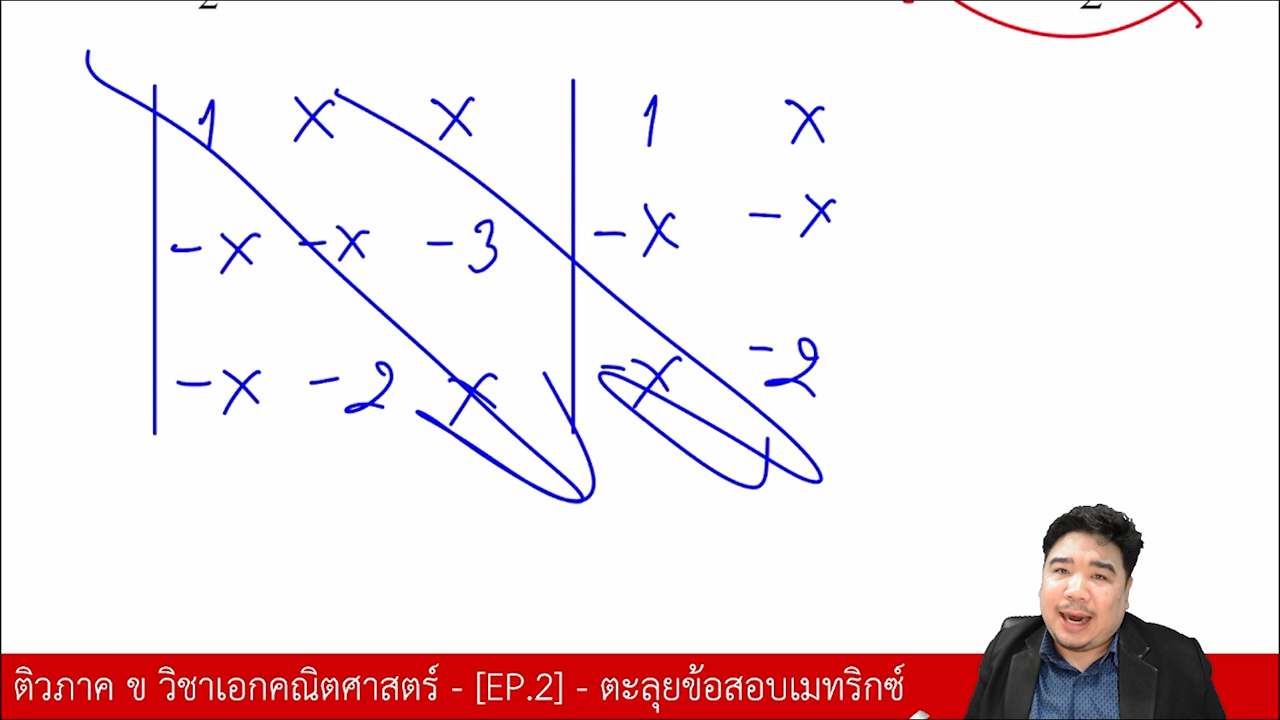 2 2
1 x x 1 x
-x -x -3 -x -x
-x -2 x -x -2
ติวภาค ข วิชาเอกคณิตศาสตร์ - [EP.2] - ตะลุยข้อสอบเมทริกซ์